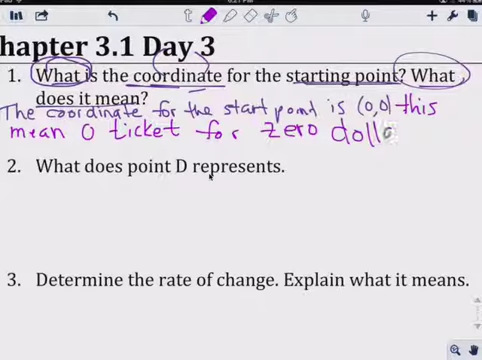 hapter 3.1 Day 3
1. What is the coordinate for the starting point? What
does it mean?
The coordinate for the start point is (0,0) this
mean 0 ticket for zero dolla
2. What does point D represents.
3. Determine the rate of change. Explain what it means.